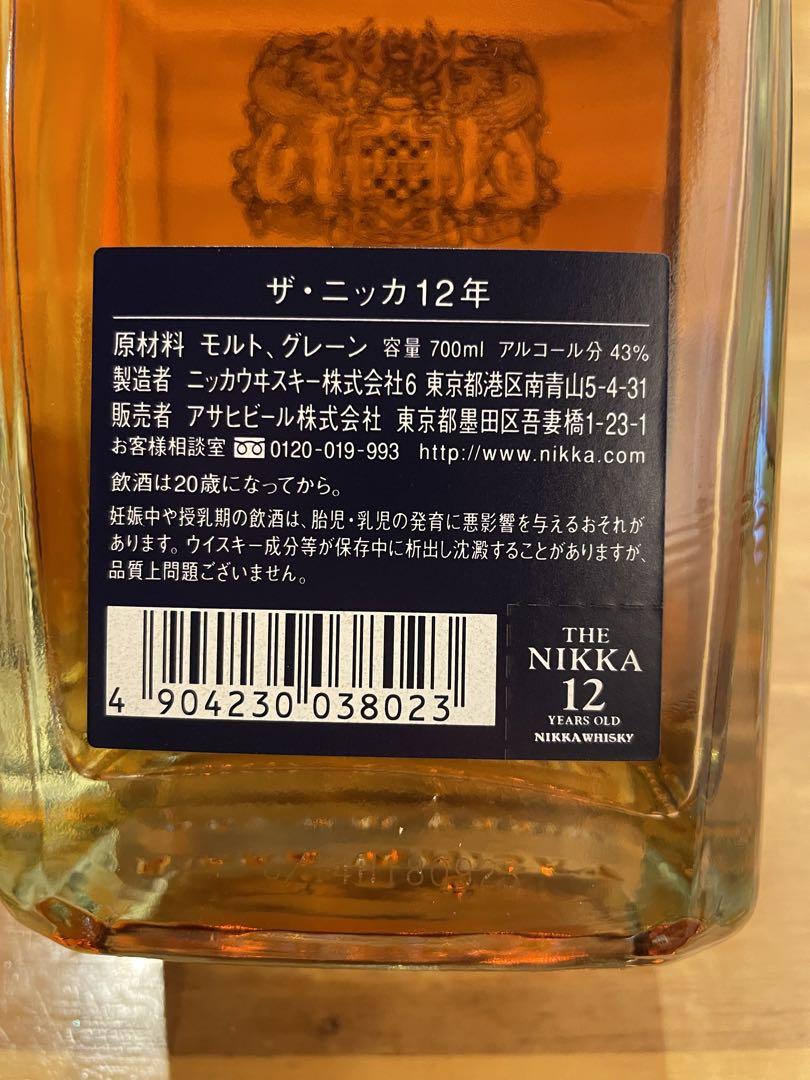 ザ・ニッカ12年
原材料 モルト、グレーン 容量 700ml アルコール分 43%
製造者 ニッカウヰスキー株式会社6 東京都港区南青山5-4-31
販売者 アサヒビール株式会社 東京都墨田区吾妻橋1-23-1
お客様相談室 0120-019-993 http://www.nikka.com
飲酒は20歳になってから。
妊娠中や授乳期の飲酒は、胎児・乳児の発育に悪影響を与えるおそれが
あります。ウイスキー成分等が保存中に析出し沈澱することがありますが、
品質上問題ございません。
4 904230 038023
THE
NIKKA
12
YEARS OLD
NIKKA WHISKY